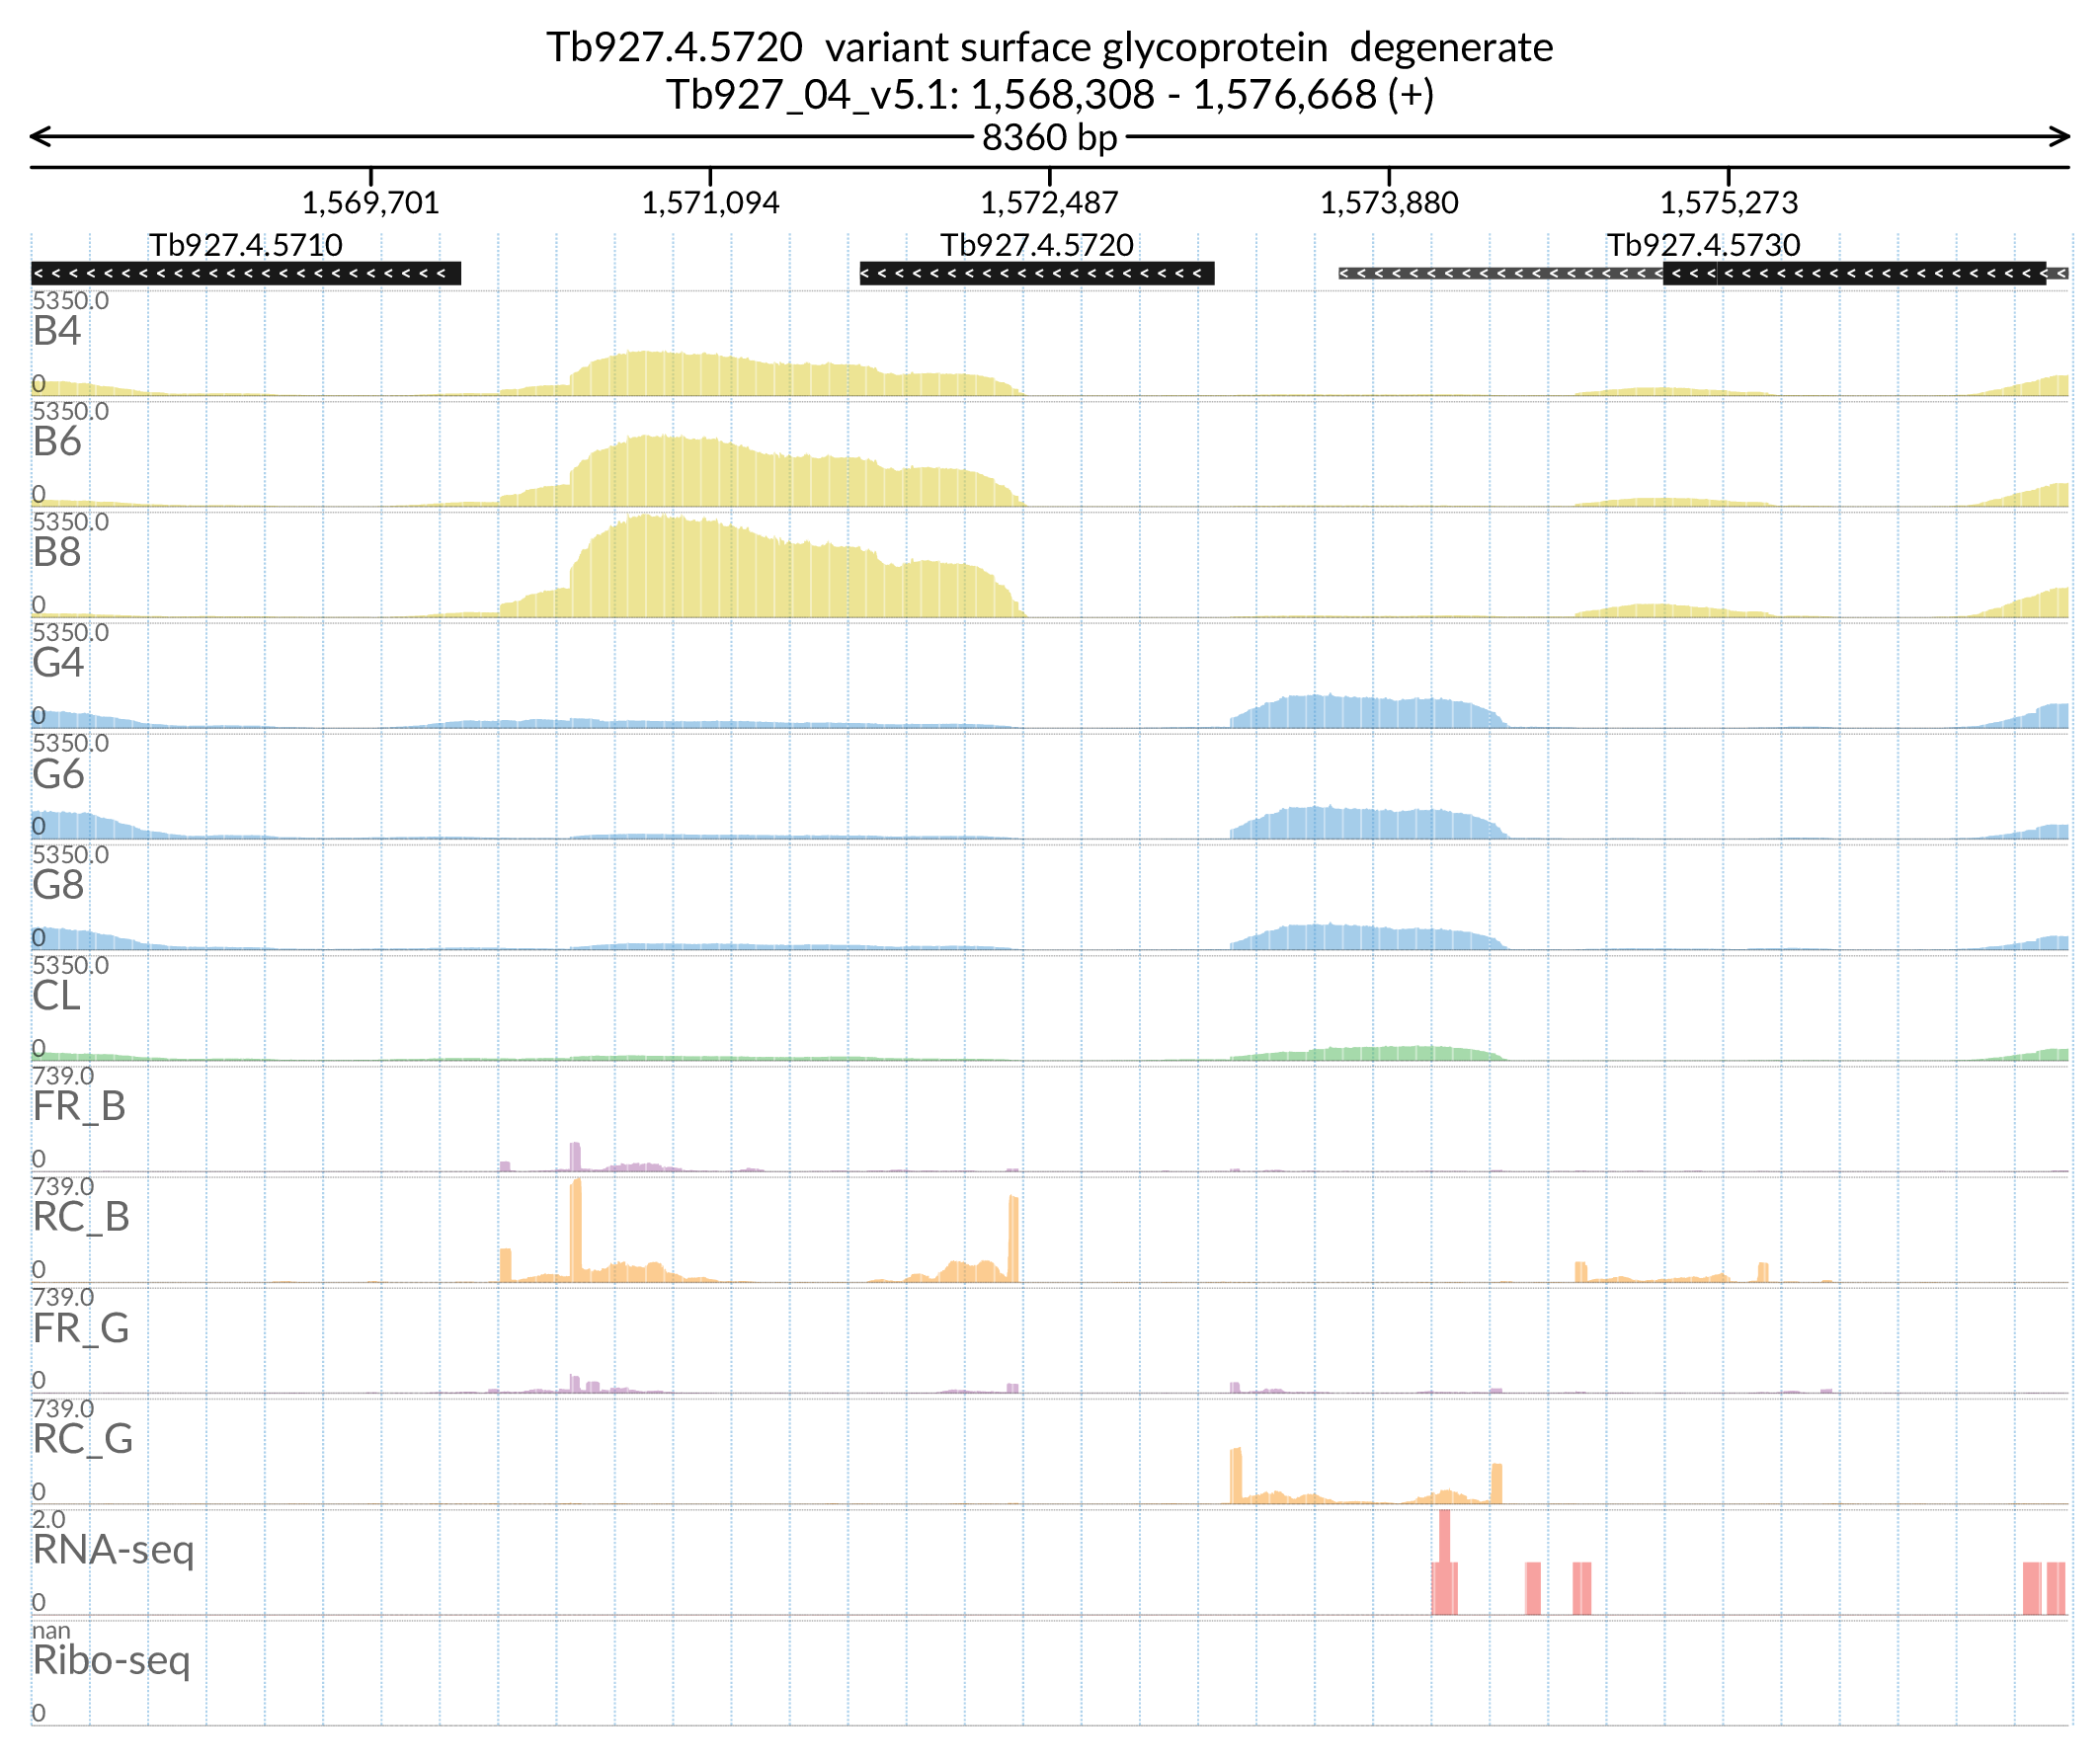 Tb927.4.5720  variant surface glycoprotein  degenerate
Tb927_04_v5.1: 1,568,308 - 1,576,668 (+)
8360 bp
1,569,701 1,571,094 1,572,487 1,573,880 1,575,273
Tb927.4.5710 Tb927.4.5720 Tb927.4.5730
5350.0
B4
0
5350.0
B6
0
5350.0
B8
0
5350.0
G4
0
5350.0
G6
0
5350.0
G8
0
5350.0
CL
0
739.0
FR_B
0
739.0
RC_B
0
739.0
FR_G
0
739.0
RC_G
0
2.0
RNA-seq
0
nan
Ribo-seq
0